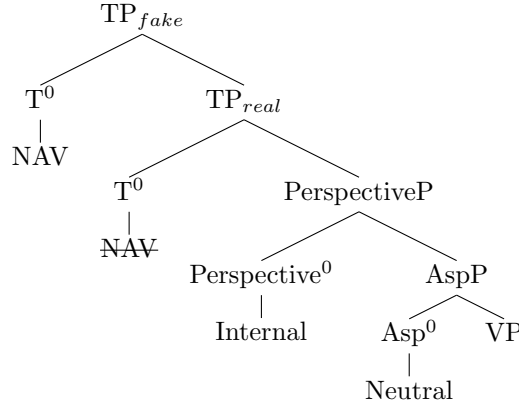 TP_fake
T⁰ TP_real
NAV
T⁰ PerspectiveP
NAV
Perspective⁰ AspP
Internal Asp⁰ VP
Neutral